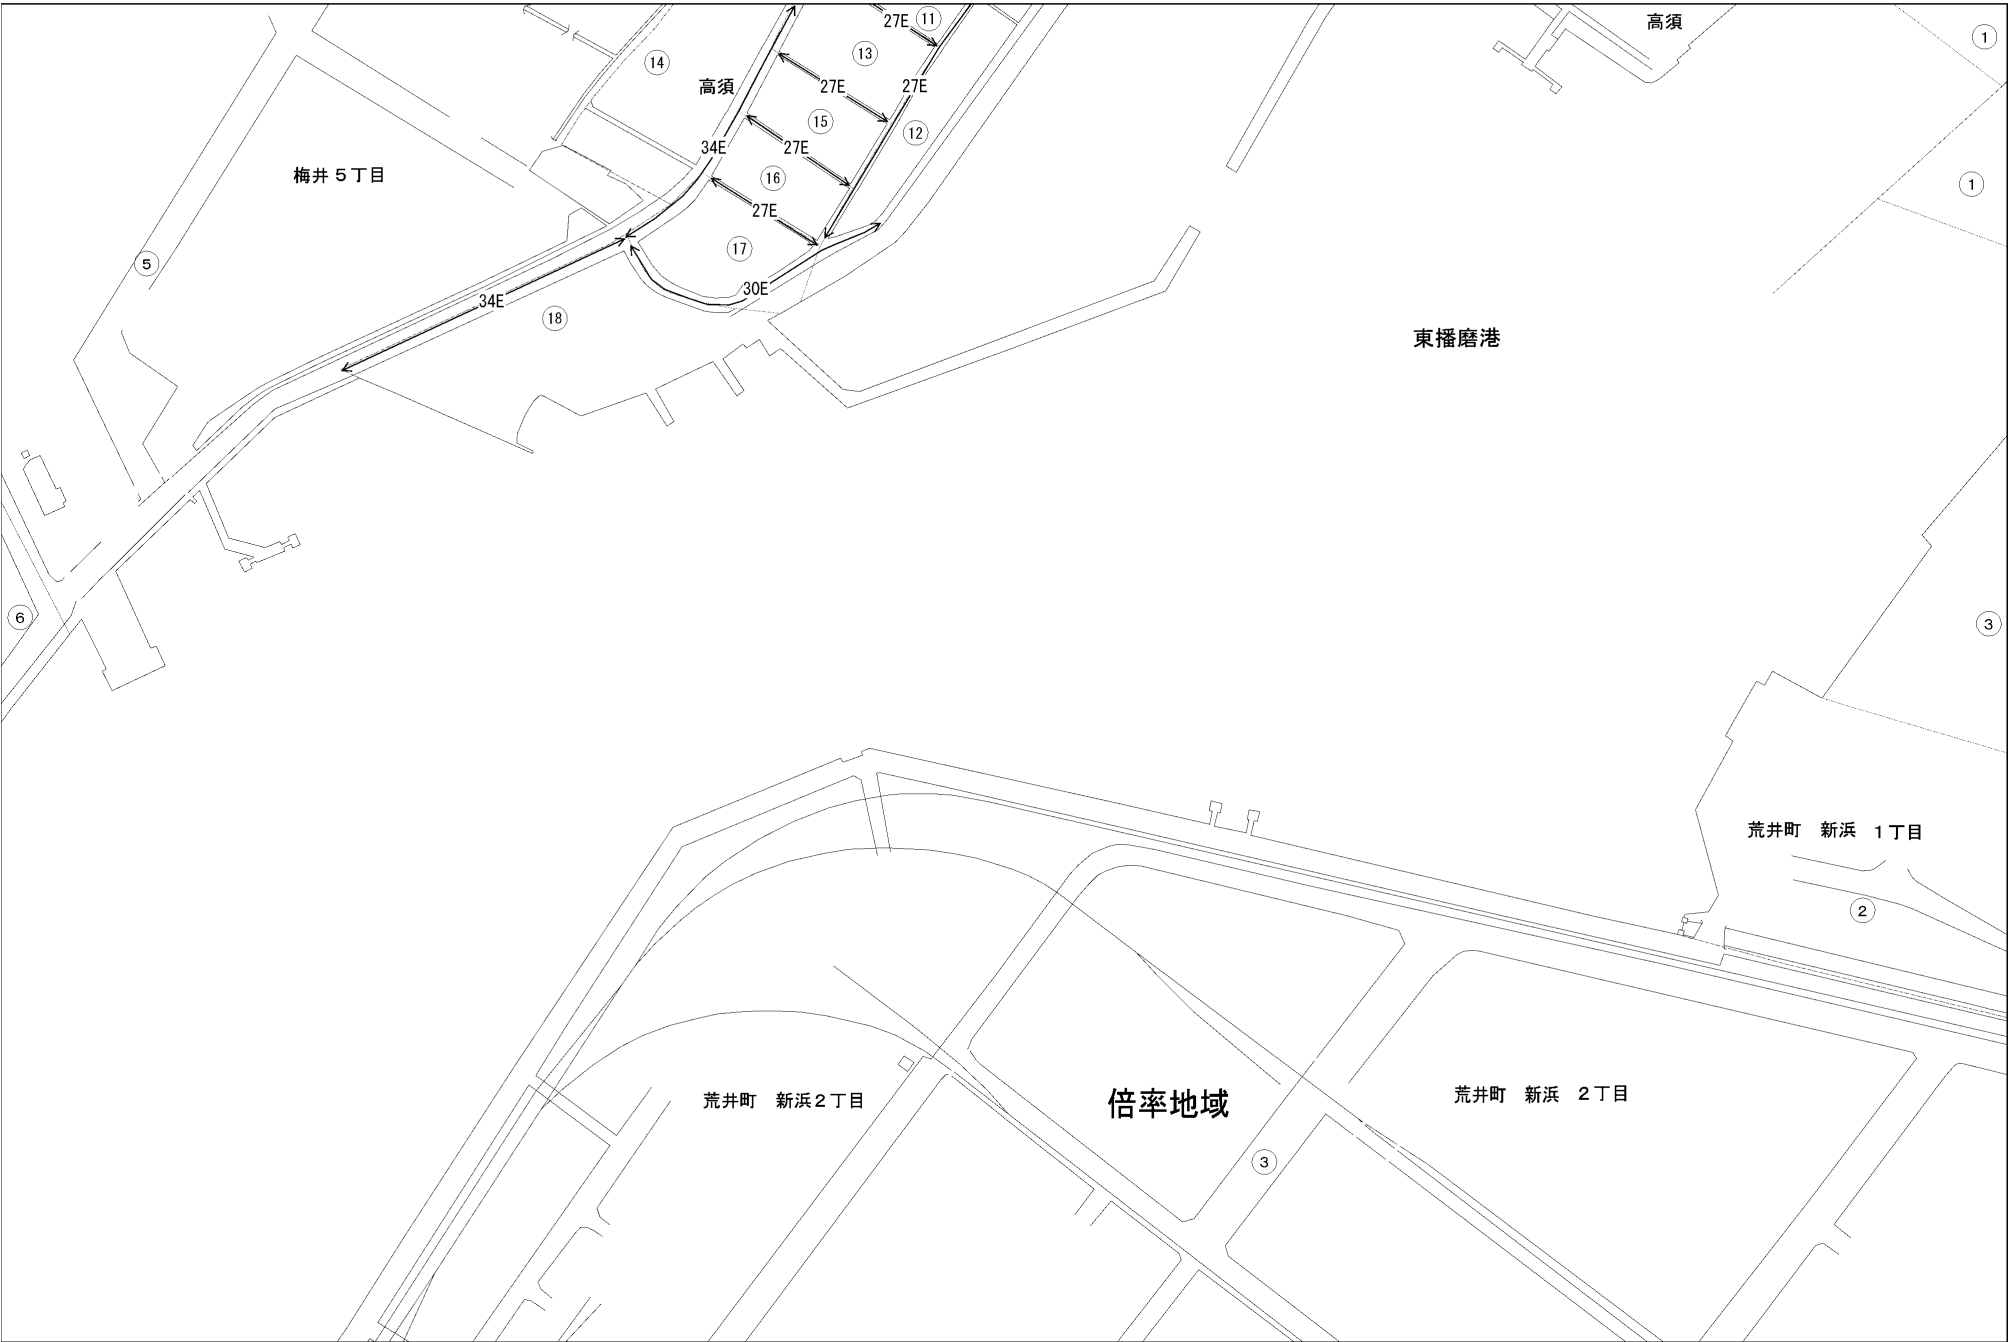 27E
⑪
高須
①
⑬
⑭
高須
27E
27E
⑮
⑫
34E
27E
梅井５丁目
⑯
①
27E
⑰
⑤
30E
34E
⑱
東播磨港
⑥
③
荒井町　新浜　１丁目
②
荒井町　新浜２丁目
倍率地域
荒井町　新浜　２丁目
③